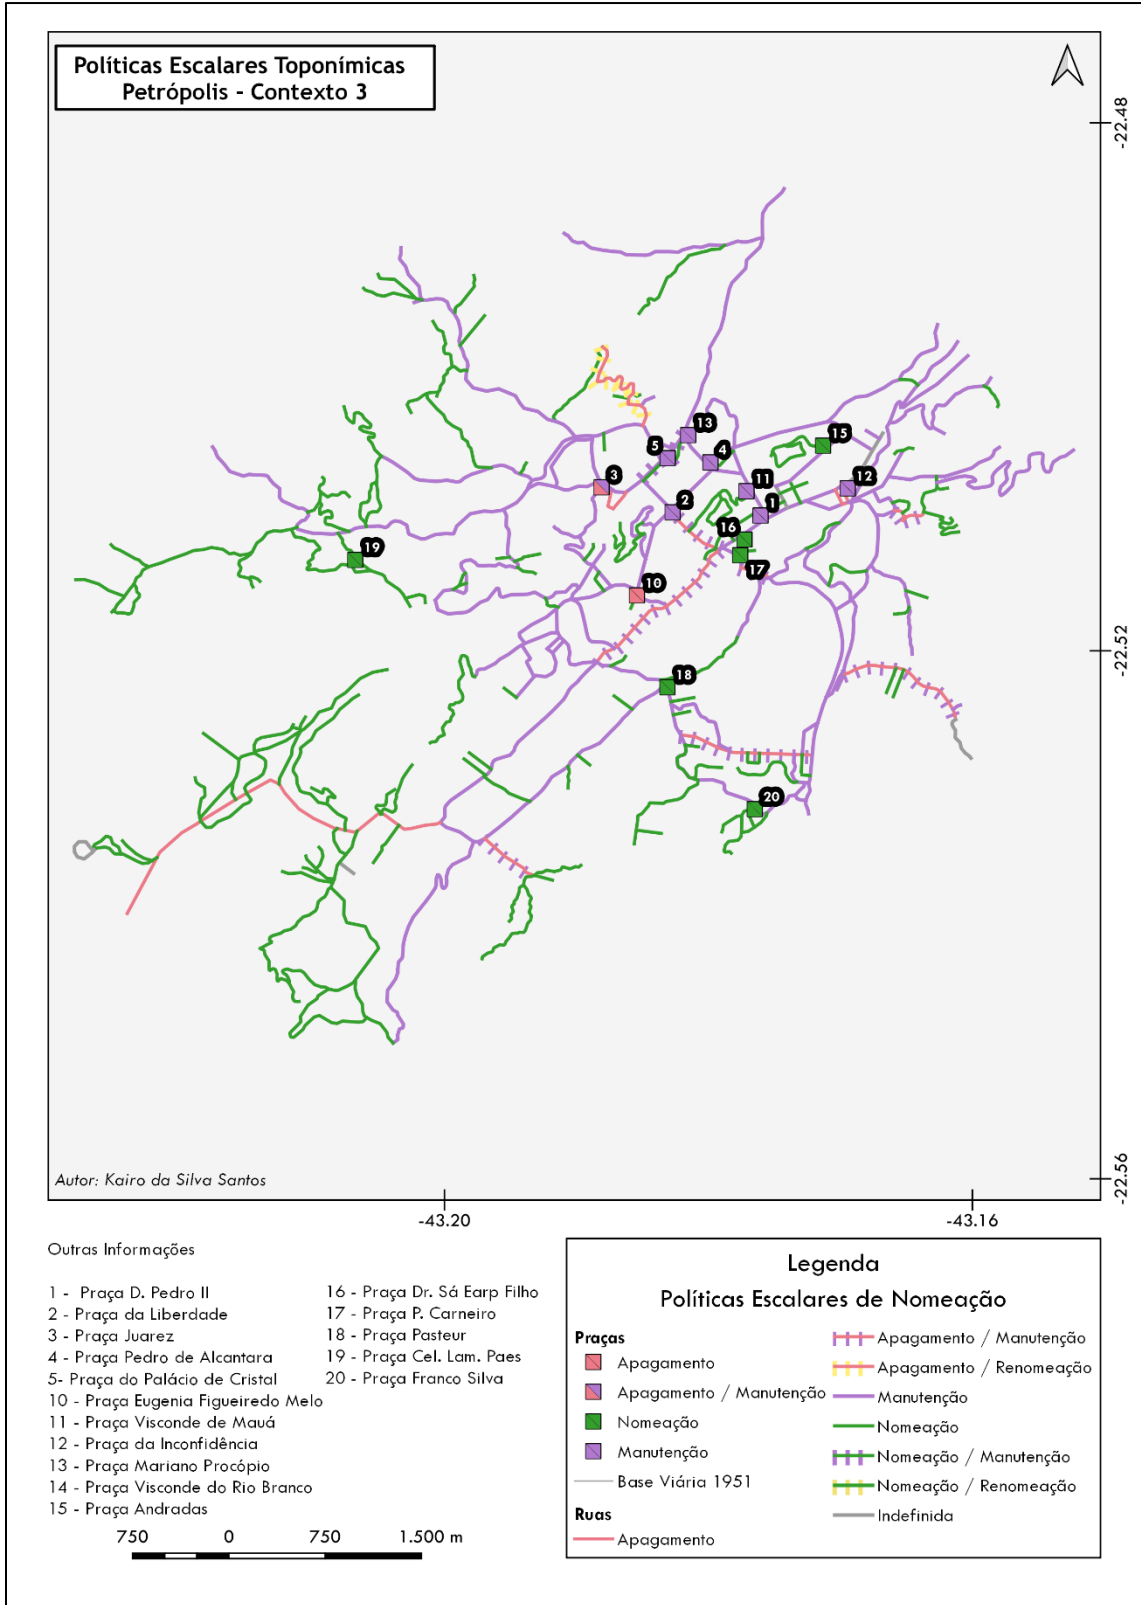 Políticas Escalares Toponímicas
Petrópolis - Contexto 3
-22.48
13
5
4
15
3
11
12
2
1
16
19
17
10
-22.52
18
20
-22.56
Autor: Kairo da Silva Santos
-43.20
-43.16
Outras Informações
1 - Praça D. Pedro II
2 - Praça da Liberdade
3 - Praça Juarez
4 - Praça Pedro de Alcantara
5- Praça do Palácio de Cristal
10 - Praça Eugenia Figueiredo Melo
11 - Praça Visconde de Mauá
12 - Praça da Inconfidência
13 - Praça Mariano Procópio
14 - Praça Visconde do Rio Branco
15 - Praça Andradas
16 - Praça Dr. Sá Earp Filho
17 - Praça P. Carneiro
18 - Praça Pasteur
19 - Praça Cel. Lam. Paes
20 - Praça Franco Silva
750 0 750 1.500 m
Legenda
Políticas Escalares de Nomeação
Praças
Apagamento
Apagamento / Manutenção
Nomeação
Manutenção
Base Viária 1951
Ruas
Apagamento
Apagamento / Manutenção
Apagamento / Renomeação
Manutenção
Nomeação
Nomeação / Manutenção
Nomeação / Renomeação
Indefinida